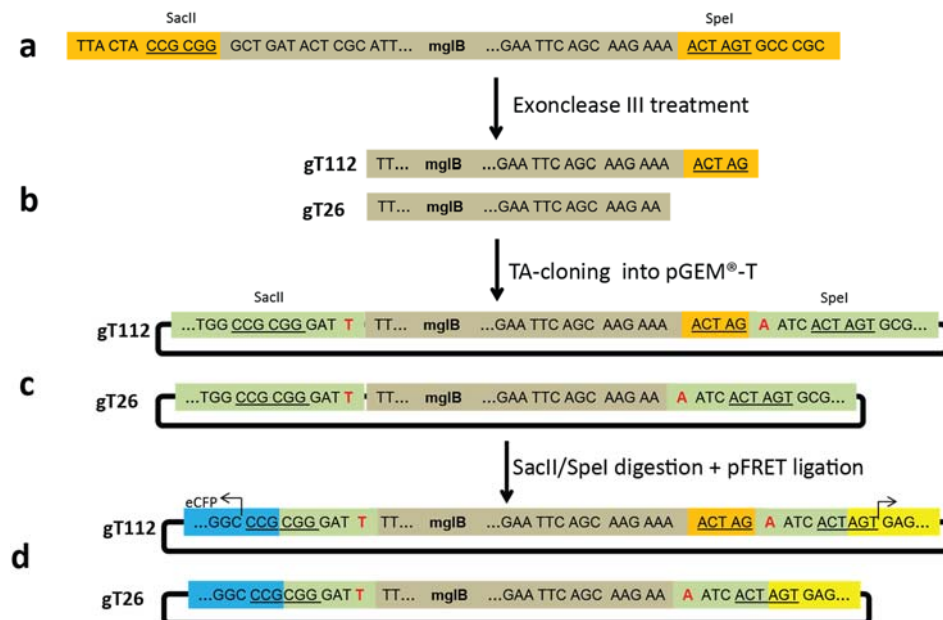 SacII SpeI
a TTA CTA CCG CGG GCT GAT ACT CGC ATT... mglB ...GAA TTC AGC AAG AAA ACT AGT GCC CGC
Exonclease III treatment
gT112 TT... mglB ...GAA TTC AGC AAG AAA ACT AG
b
gT26 TT... mglB ...GAA TTC AGC AAG AA
TA-cloning into pGEM®-T
SacII SpeI
gT112 ...TGG CCG CGG GAT T TT... mglB ...GAA TTC AGC AAG AAA ACT AG A ATC ACT AGT GCG...
c
gT26 ...TGG CCG CGG GAT T TT... mglB ...GAA TTC AGC AAG AA A ATC ACT AGT GCG...
SacII/SpeI digestion + pFRET ligation
eCFP
gT112 ...GGC CCG CGG GAT T TT... mglB ...GAA TTC AGC AAG AAA ACT AG A ATC ACT AGT GAG...
d
gT26 ...GGC CCG CGG GAT T TT... mglB ...GAA TTC AGC AAG AA A ATC ACT AGT GAG...